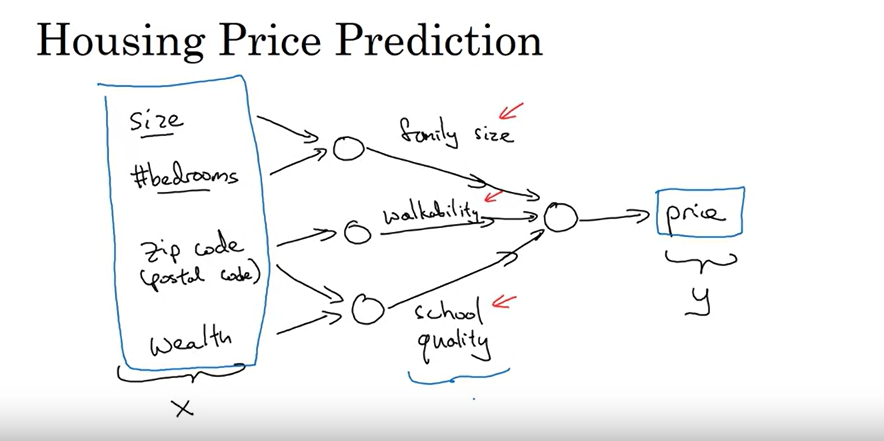 Housing Price Prediction
size
#bedrooms
zip code
(postal code)
wealth
x
family size
walkability
school
quality
price
y